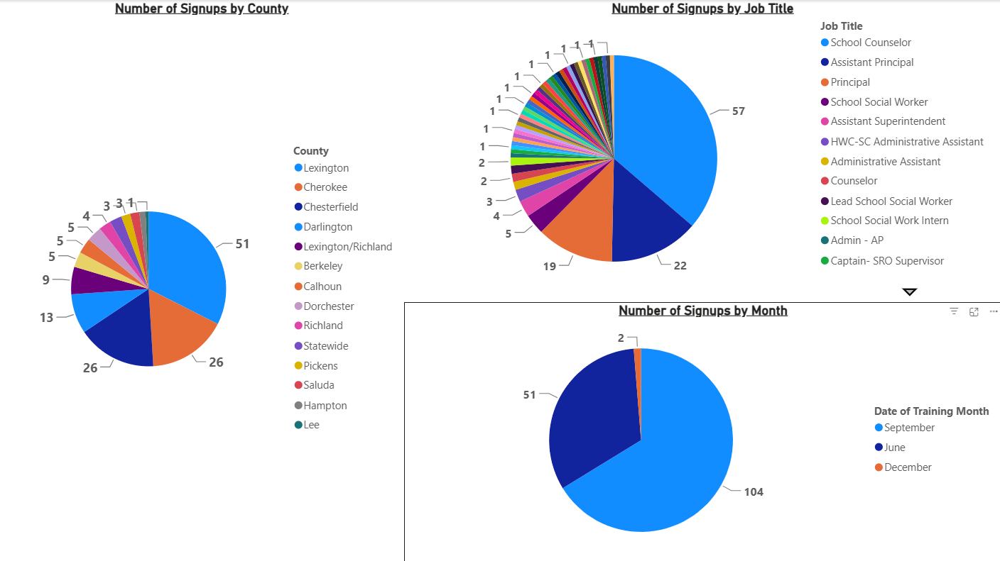 Number of Signups by County
County
Lexington
Cherokee
Chesterfield
Darlington
Lexington/Richland
Berkeley
Calhoun
Dorchester
Richland
Statewide
Pickens
Saluda
Hampton
Lee
51
26
26
13
9
5
5
5
4
3
3
1
Number of Signups by Job Title
Job Title
School Counselor
Assistant Principal
Principal
School Social Worker
Assistant Superintendent
HWC-SC Administrative Assistant
Administrative Assistant
Counselor
Lead School Social Worker
School Social Work Intern
Admin - AP
Captain- SRO Supervisor
57
22
19
5
4
3
2
2
1
1
1
1
1
1
1
1
1
1
1
Number of Signups by Month
Date of Training Month
September
June
December
104
51
2